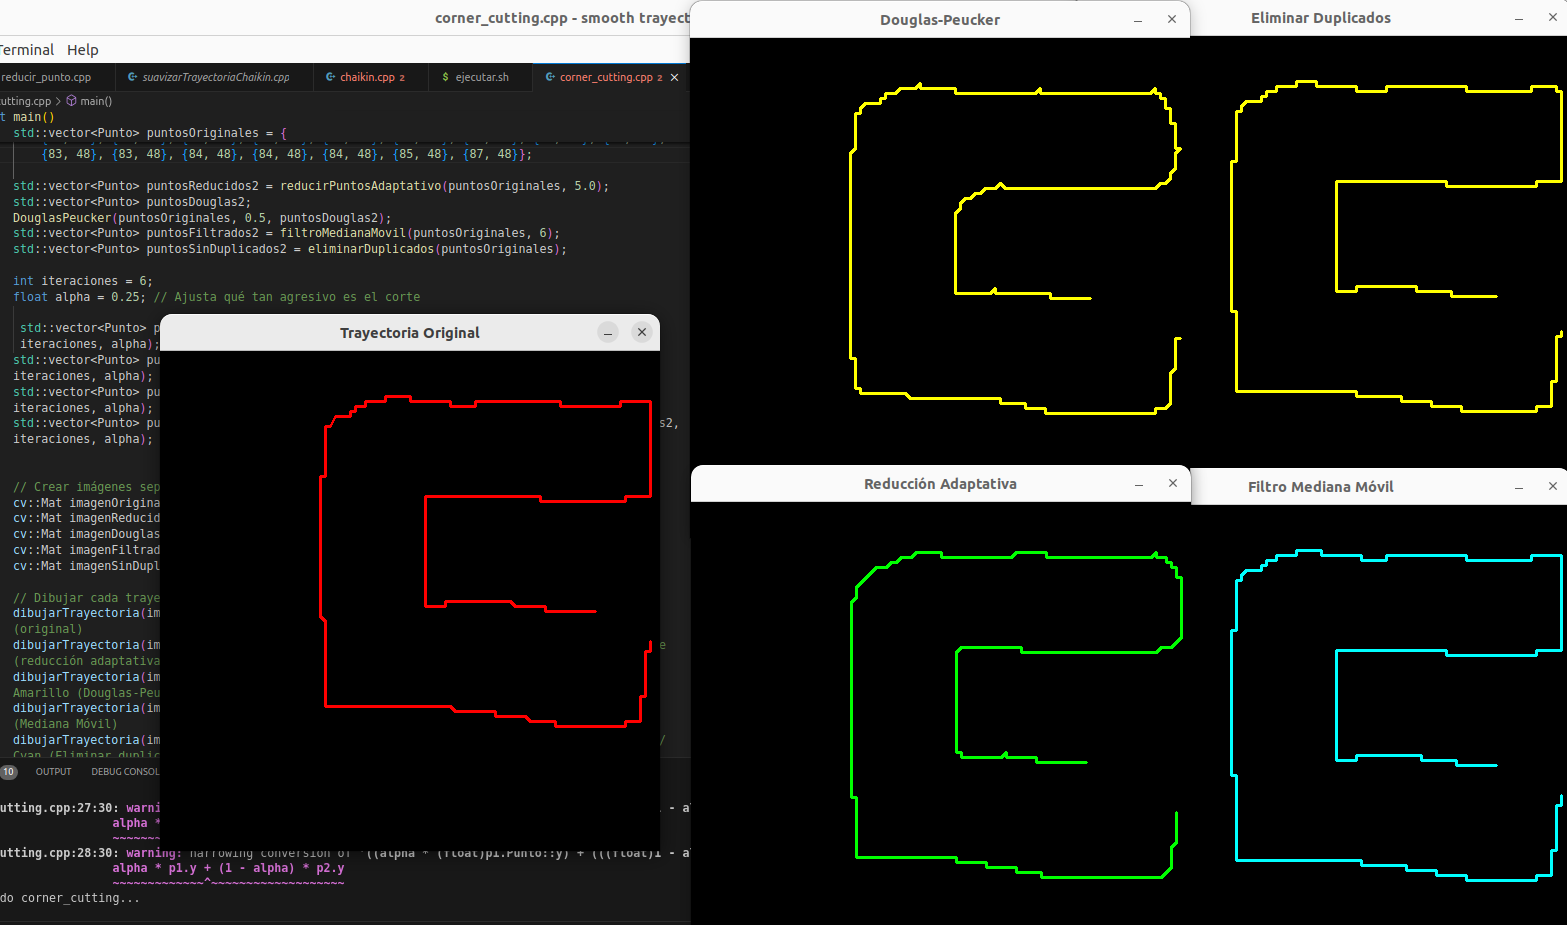 corner_cutting.cpp - smooth trayect
Terminal Help
reducir_punto.cpp suavizarTrayectoriaChaikin.cpp chaikin.cpp 2 $ ejecutar.sh corner_cutting.cpp 2
utting.cpp > main()
t main()
std::vector<Punto> puntosOriginales = {
{83, 48}, {83, 48}, {84, 48}, {84, 48}, {84, 48}, {85, 48}, {87, 48}};
std::vector<Punto> puntosReducidos2 = reducirPuntosAdaptativo(puntosOriginales, 5.0);
std::vector<Punto> puntosDouglas2;
DouglasPeucker(puntosOriginales, 0.5, puntosDouglas2);
std::vector<Punto> puntosFiltrados2 = filtroMedianaMovil(puntosOriginales, 6);
std::vector<Punto> puntosSinDuplicados2 = eliminarDuplicados(puntosOriginales);
int iteraciones = 6;
float alpha = 0.25; // Ajusta qué tan agresivo es el corte
std::vector<Punto> p
iteraciones, alpha);
std::vector<Punto> pu
iteraciones, alpha);
std::vector<Punto> pu
iteraciones, alpha);
std::vector<Punto> pu s2,
iteraciones, alpha);
// Crear imágenes sep
cv::Mat imagenOrigina
cv::Mat imagenReducid
cv::Mat imagenDouglas
cv::Mat imagenFiltrad
cv::Mat imagenSinDupl
// Dibujar cada traye
dibujarTrayectoria(im
(original)
dibujarTrayectoria(im e
(reducción adaptativa
dibujarTrayectoria(im
Amarillo (Douglas-Peu
dibujarTrayectoria(im
(Mediana Móvil)
dibujarTrayectoria(im /
Cyan (Eliminar duplic
10 OUTPUT DEBUG CONSOL
utting.cpp:27:30: warni - a
alpha *
~~~~~~~
utting.cpp:28:30: warning: narrowing conversion of '((alpha * (float)p1.Punto::y) + (((float)1 - al
alpha * p1.y + (1 - alpha) * p2.y
~~~~~~~~~~~~~^~~~~~~~~~~~~~~~~~~~
do corner_cutting...
Trayectoria Original
Douglas-Peucker
Eliminar Duplicados
Reducción Adaptativa
Filtro Mediana Móvil